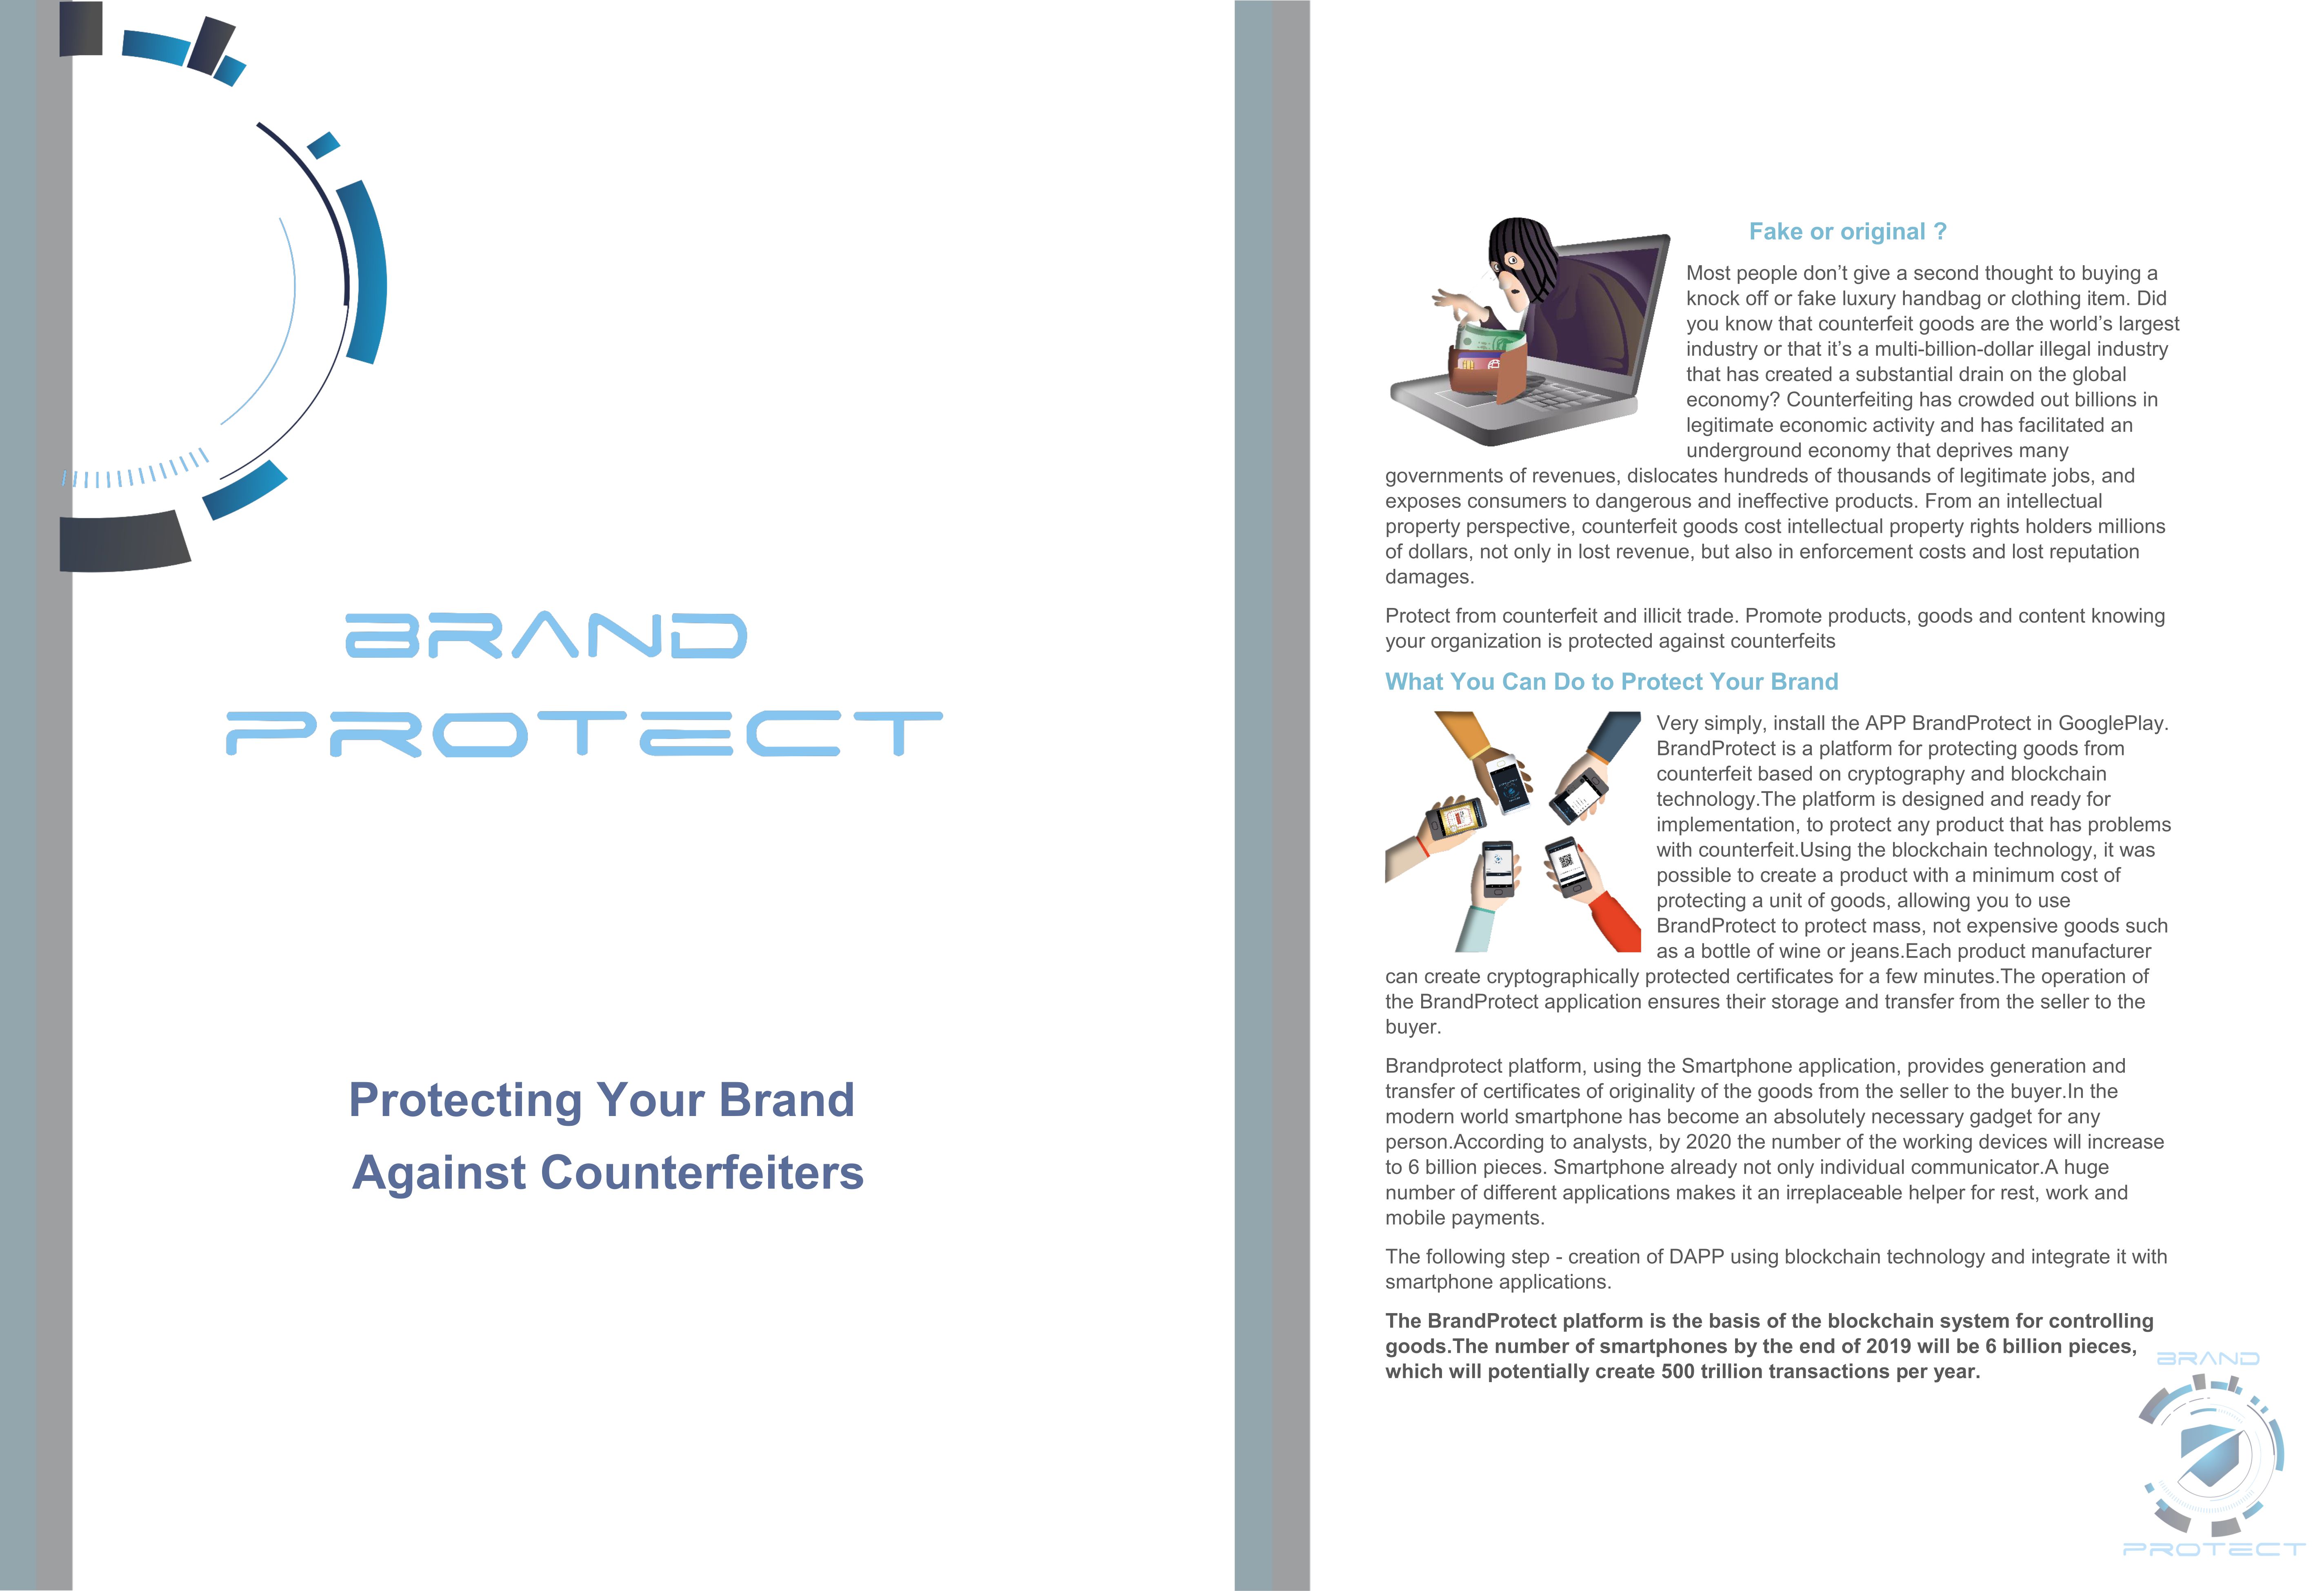 BRAND
PROTECT
Protecting Your Brand
Against Counterfeiters
Fake or original ?
Most people don’t give a second thought to buying a
knock off or fake luxury handbag or clothing item. Did
you know that counterfeit goods are the world’s largest
industry or that it’s a multi-billion-dollar illegal industry
that has created a substantial drain on the global
economy? Counterfeiting has crowded out billions in
legitimate economic activity and has facilitated an
underground economy that deprives many
governments of revenues, dislocates hundreds of thousands of legitimate jobs, and
exposes consumers to dangerous and ineffective products. From an intellectual
property perspective, counterfeit goods cost intellectual property rights holders millions
of dollars, not only in lost revenue, but also in enforcement costs and lost reputation
damages.
Protect from counterfeit and illicit trade. Promote products, goods and content knowing
your organization is protected against counterfeits
What You Can Do to Protect Your Brand
Very simply, install the APP BrandProtect in GooglePlay.
BrandProtect is a platform for protecting goods from
counterfeit based on cryptography and blockchain
technology.The platform is designed and ready for
implementation, to protect any product that has problems
with counterfeit.Using the blockchain technology, it was
possible to create a product with a minimum cost of
protecting a unit of goods, allowing you to use
BrandProtect to protect mass, not expensive goods such
as a bottle of wine or jeans.Each product manufacturer
can create cryptographically protected certificates for a few minutes.The operation of
the BrandProtect application ensures their storage and transfer from the seller to the
buyer.
Brandprotect platform, using the Smartphone application, provides generation and
transfer of certificates of originality of the goods from the seller to the buyer.In the
modern world smartphone has become an absolutely necessary gadget for any
person.According to analysts, by 2020 the number of the working devices will increase
to 6 billion pieces. Smartphone already not only individual communicator.A huge
number of different applications makes it an irreplaceable helper for rest, work and
mobile payments.
The following step - creation of DAPP using blockchain technology and integrate it with
smartphone applications.
The BrandProtect platform is the basis of the blockchain system for controlling
goods.The number of smartphones by the end of 2019 will be 6 billion pieces,
which will potentially create 500 trillion transactions per year.
BRAND
PROTECT